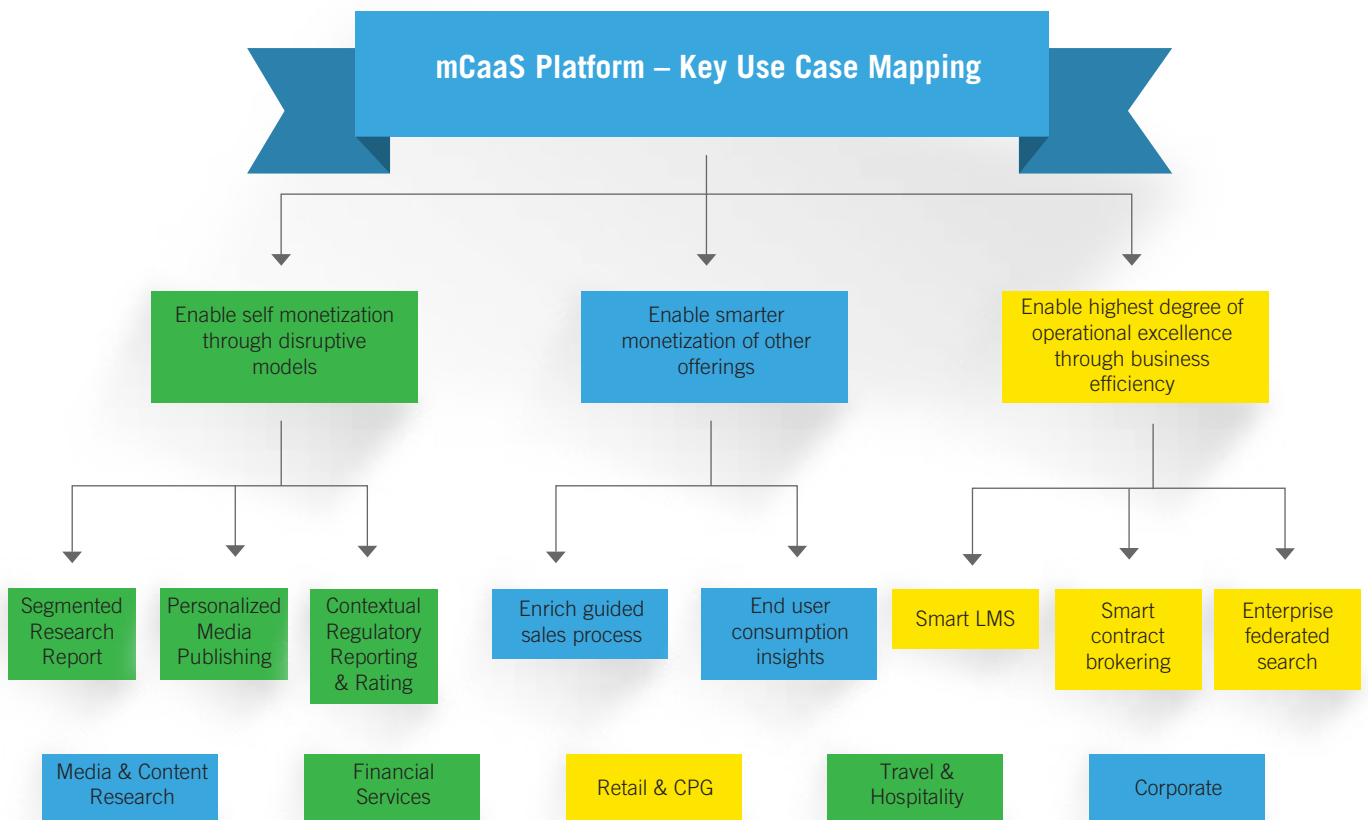 mCaaS Platform – Key Use Case Mapping
Enable self monetization
through disruptive
models
Enable smarter
monetization of other
offerings
Enable highest degree of
operational excellence
through business
efficiency
Segmented
Research
Report
Personalized
Media
Publishing
Contextual
Regulatory
Reporting
& Rating
Enrich guided
sales process
End user
consumption
insights
Smart LMS
Smart
contract
brokering
Enterprise
federated
search
Media & Content
Research
Financial
Services
Retail & CPG
Travel &
Hospitality
Corporate